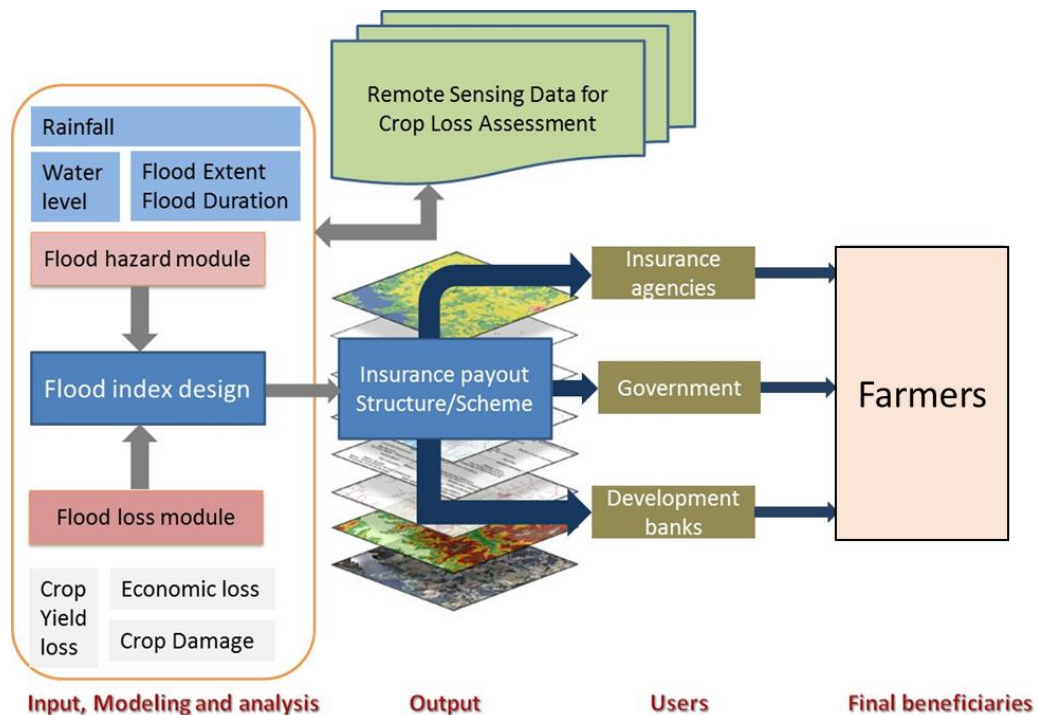 Remote Sensing Data for
Crop Loss Assessment
Rainfall
Water
level
Flood Extent
Flood Duration
Flood hazard module
Flood index design
Flood loss module
Crop
Yield
loss
Economic loss
Crop Damage
Insurance payout
Structure/Scheme
Insurance
agencies
Government
Development
banks
Farmers
Input, Modeling and analysis
Output
Users
Final beneficiaries